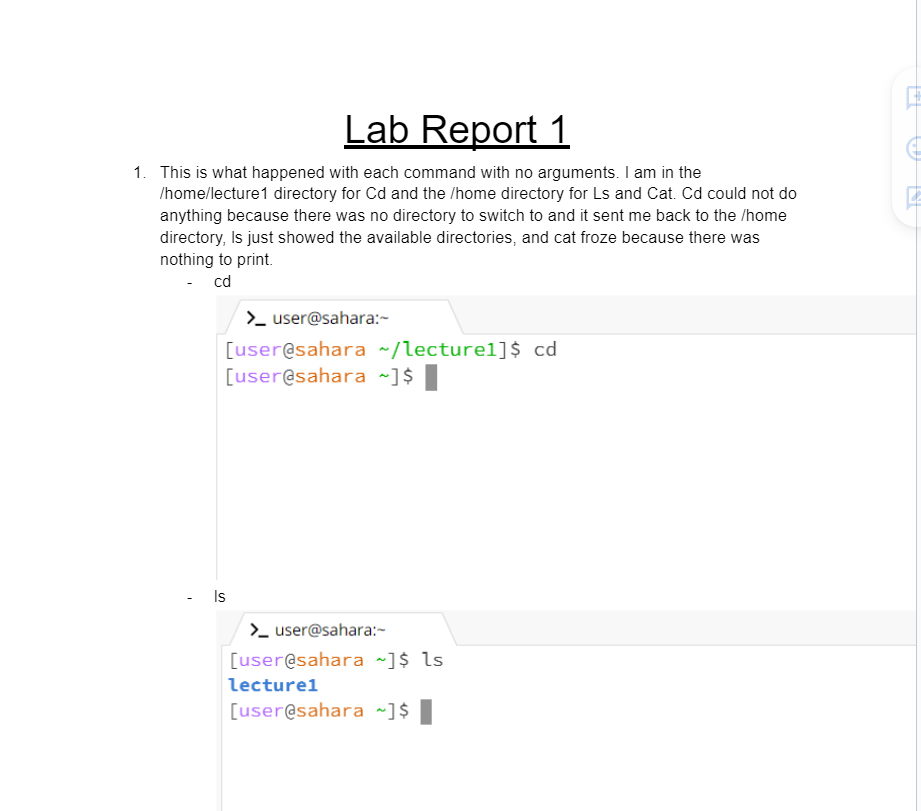 Lab Report 1
1. This is what happened with each command with no arguments. I am in the
/home/lecture1 directory for Cd and the /home directory for Ls and Cat. Cd could not do
anything because there was no directory to switch to and it sent me back to the /home
directory, ls just showed the available directories, and cat froze because there was
nothing to print.
- cd
>_ user@sahara:~
[user@sahara ~/lecture1]$ cd
[user@sahara ~]$
- ls
>_ user@sahara:~
[user@sahara ~]$ ls
lecture1
[user@sahara ~]$